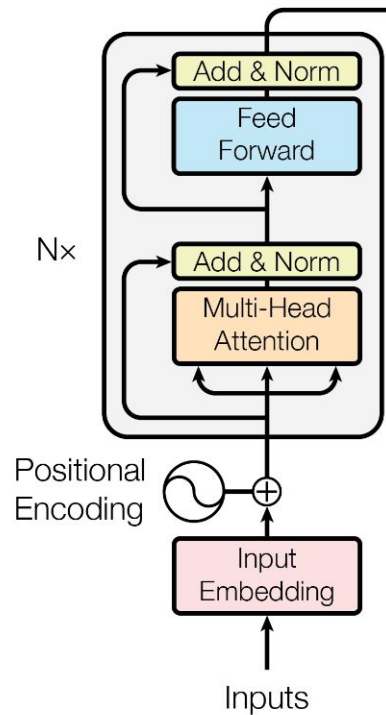 Add & Norm
Feed
Forward
N×
Add & Norm
Multi-Head
Attention
Positional
Encoding
Input
Embedding
Inputs